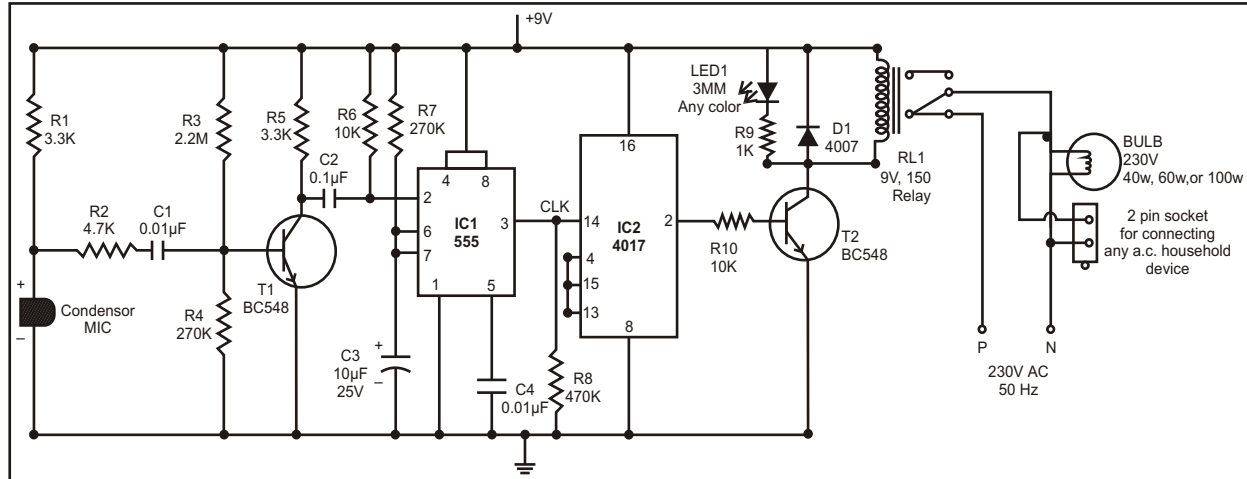 +9V
R1
3.3K
R3
2.2M
R5
3.3K
R6
10K
R7
270K
C2
0.1µF
R2
4.7K
C1
0.01µF
T1
BC548
R4
270K
+
Condensor
MIC
–
+
C3
10µF
25V
–
4 8
2
IC1
555
3
6
7
1 5
C4
0.01µF
CLK
R8
470K
16
14
IC2
4017
2
4
15
13
8
LED1
3MM
Any color
R9
1K
D1
4007
R10
10K
T2
BC548
RL1
9V, 150
Relay
BULB
230V
40w, 60w,or 100w
2 pin socket
for connecting
any a.c. household
device
P N
230V AC
50 Hz